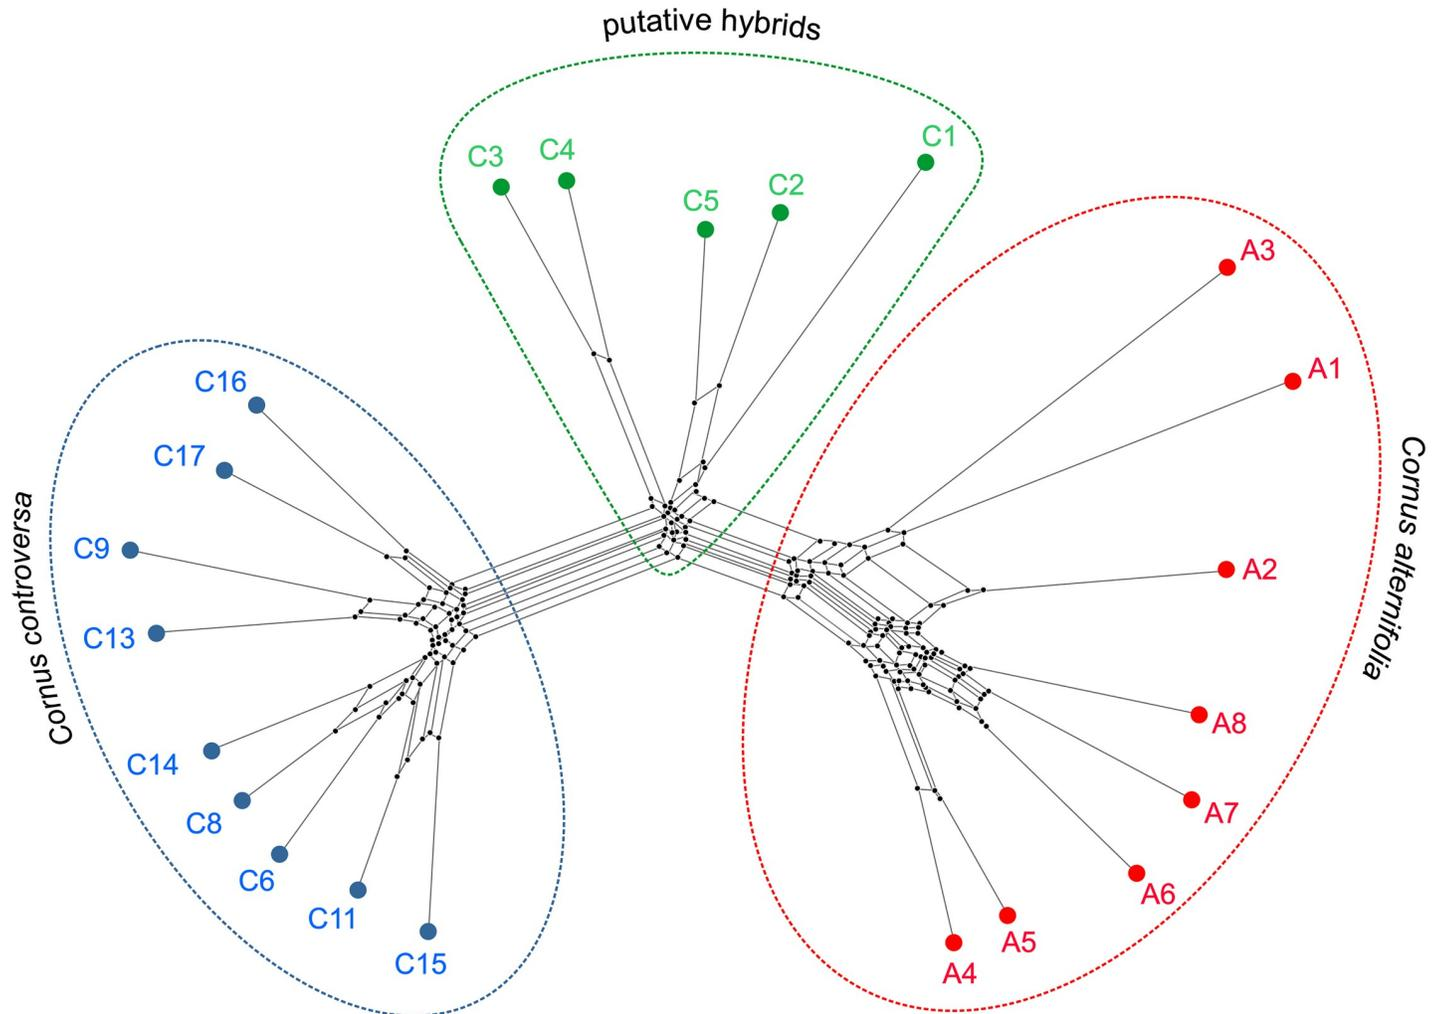 putative hybrids
C1
C4
C3
C2
C5
A3
A1
C16
C17
Cornus alternifolia
C9
A2
Cornus controversa
C13
A8
C14
A7
C8
C6
A6
C11
A5
C15
A4